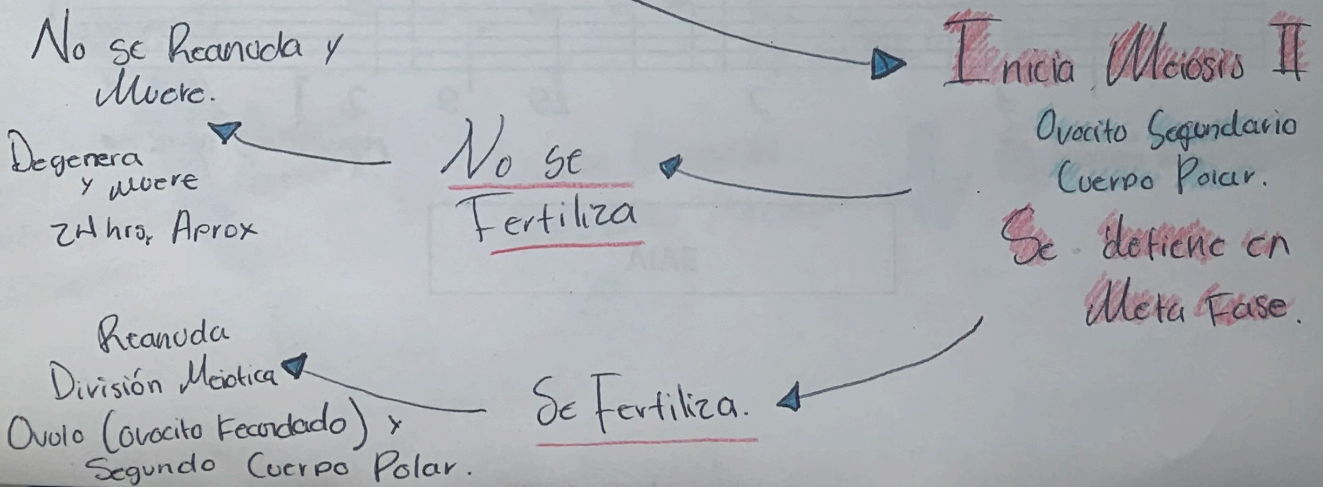 Inicia Meiosis II
Ovocito Segundario
Cuerpo Polar.
Se detiene en
Meta Fase.
No se
Fertiliza
No se Reanuda y
Muere.
Degenera
y muere
24 hrs, Aprox
Se Fertiliza.
Reanuda
División Meiotica
Ovulo (ovocito Fecundado) y
Segundo Cuerpo Polar.